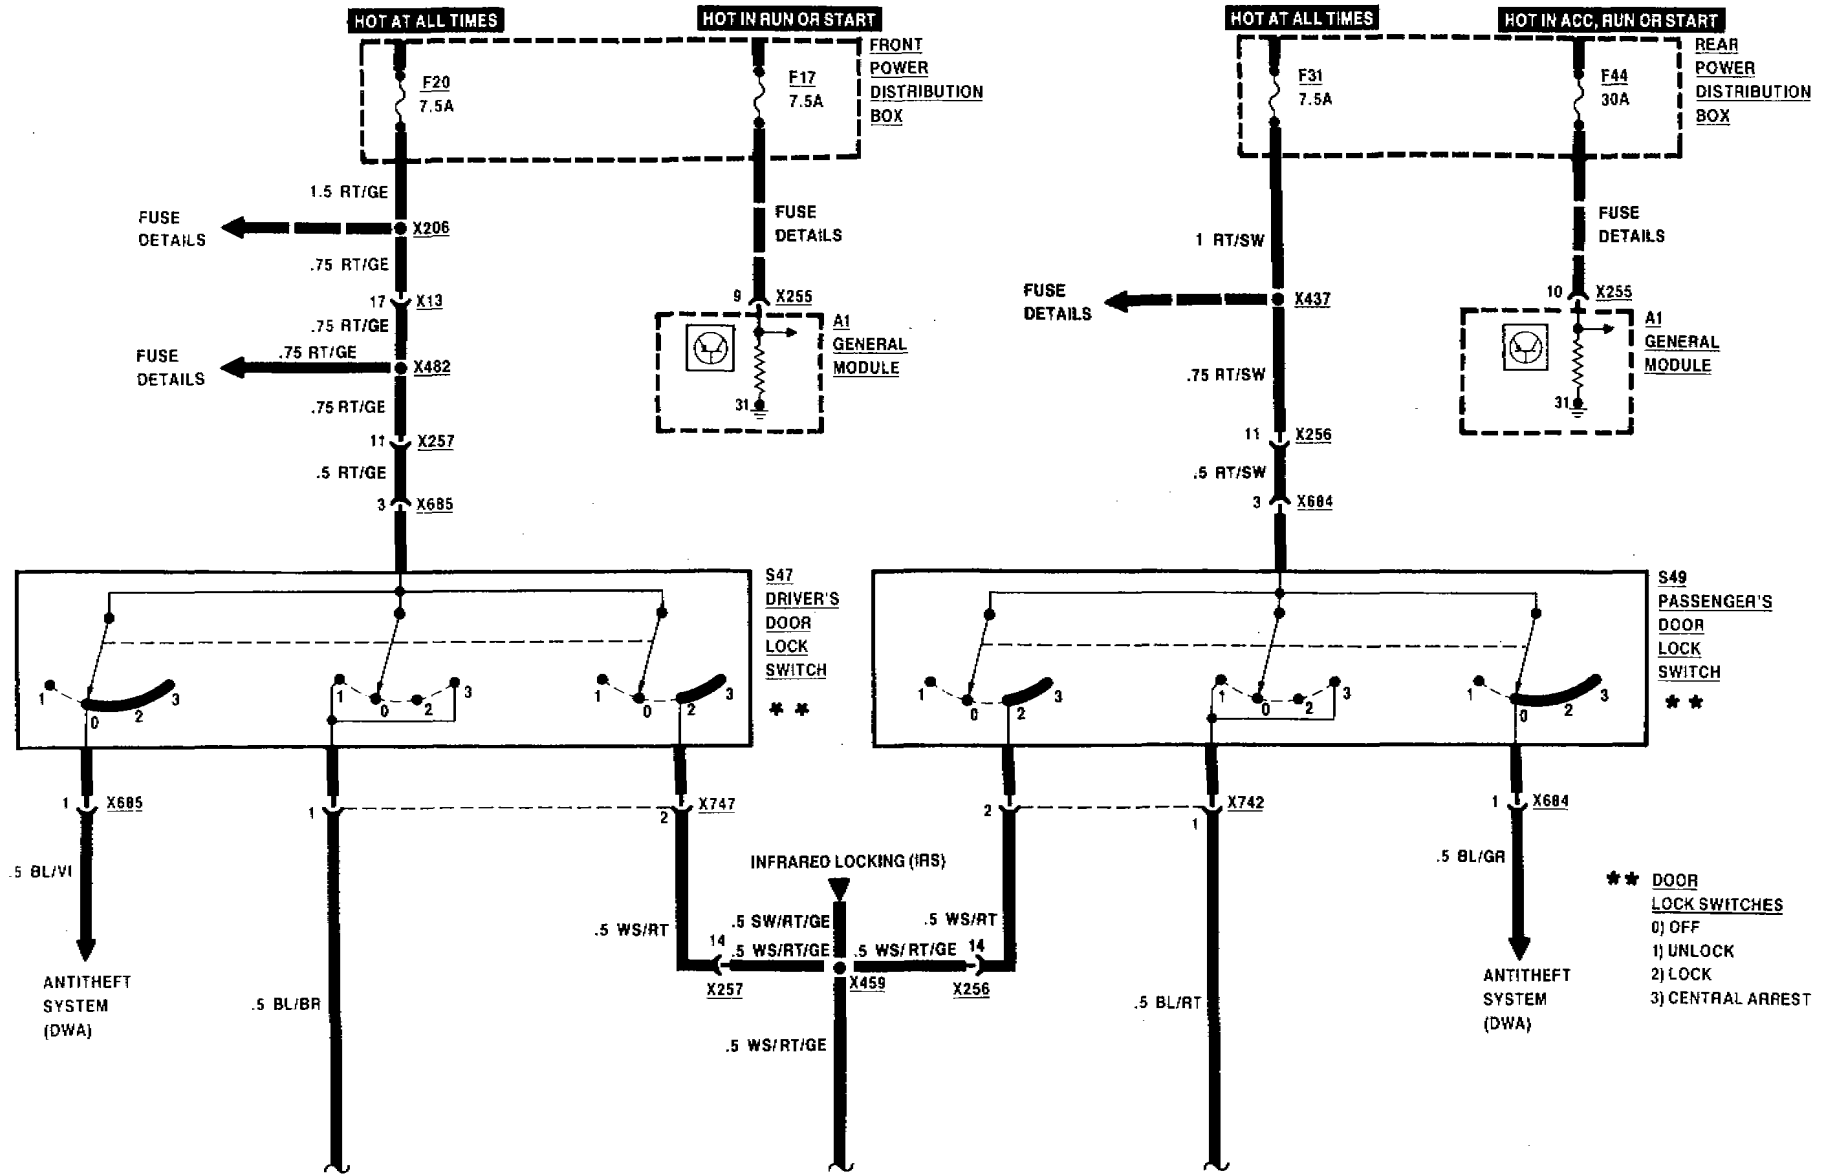 HOT AT ALL TIMES
HOT IN RUN OR START
HOT AT ALL TIMES
HOT IN ACC, RUN OR START
F20
7.5A
F17
7.5A
FRONT
POWER
DISTRIBUTION
BOX
F31
7.5A
F44
30A
REAR
POWER
DISTRIBUTION
BOX
1.5 RT/GE
FUSE
DETAILS
X206
.75 RT/GE
17
X13
.75 RT/GE
.75 RT/GE
FUSE
DETAILS
X482
.75 RT/GE
11
X257
.5 RT/GE
3
X685
FUSE
DETAILS
9
X255
A1
GENERAL
MODULE
31
1 RT/SW
FUSE
DETAILS
X437
.75 RT/SW
11
X256
.5 RT/SW
3
X684
FUSE
DETAILS
10
X255
A1
GENERAL
MODULE
31
S47
DRIVER'S
DOOR
LOCK
SWITCH
* *
1
0
2
3
1
0
2
3
1
0
2
3
S49
PASSENGER'S
DOOR
LOCK
SWITCH
* *
1
0
2
3
1
0
2
3
1
0
2
3
1
X685
1
2
X747
2
1
X742
1
X684
.5 BL/VI
ANTITHEFT
SYSTEM
(DWA)
.5 BL/BR
.5 WS/RT
INFRARED LOCKING (IRS)
.5 SW/RT/GE
14
.5 WS/RT/GE
X257
X459
.5 WS/RT/GE
14
X256
.5 WS/RT
.5 WS/RT/GE
.5 BL/RT
.5 BL/GR
ANTITHEFT
SYSTEM
(DWA)
* * DOOR
LOCK SWITCHES
0) OFF
1) UNLOCK
2) LOCK
3) CENTRAL ARREST